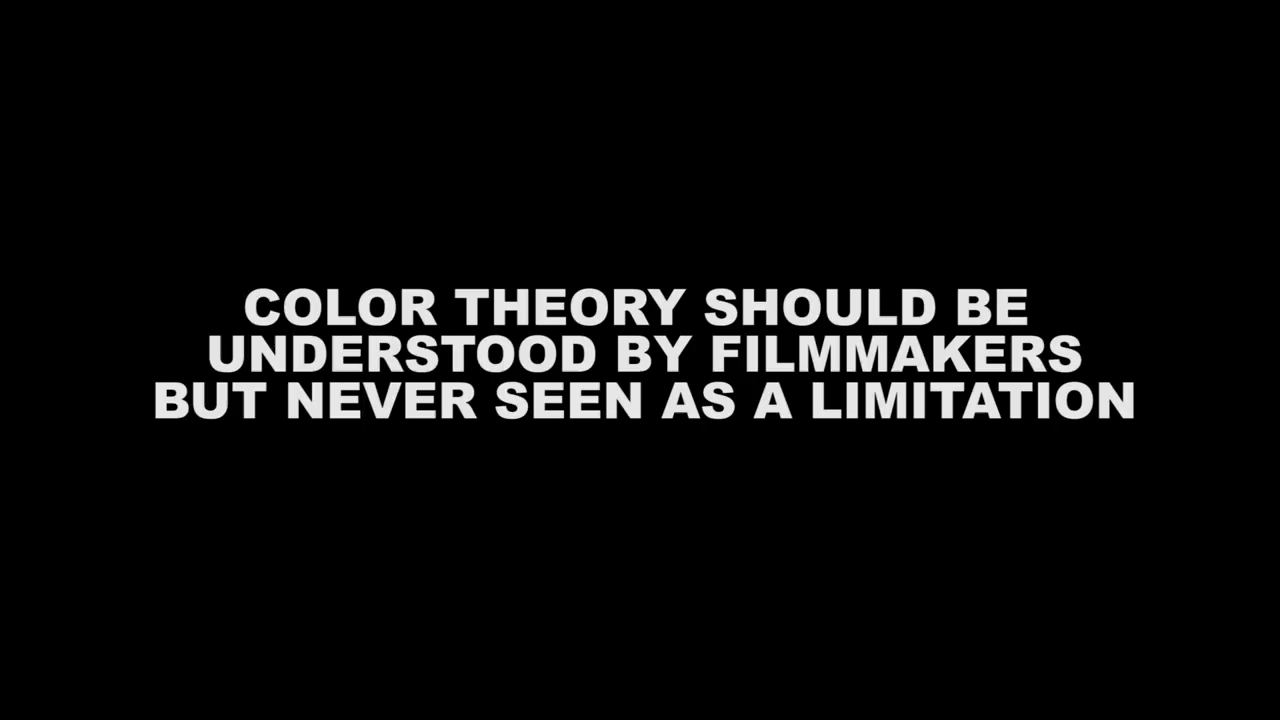 COLOR THEORY SHOULD BE
UNDERSTOOD BY FILMMAKERS
BUT NEVER SEEN AS A LIMITATION